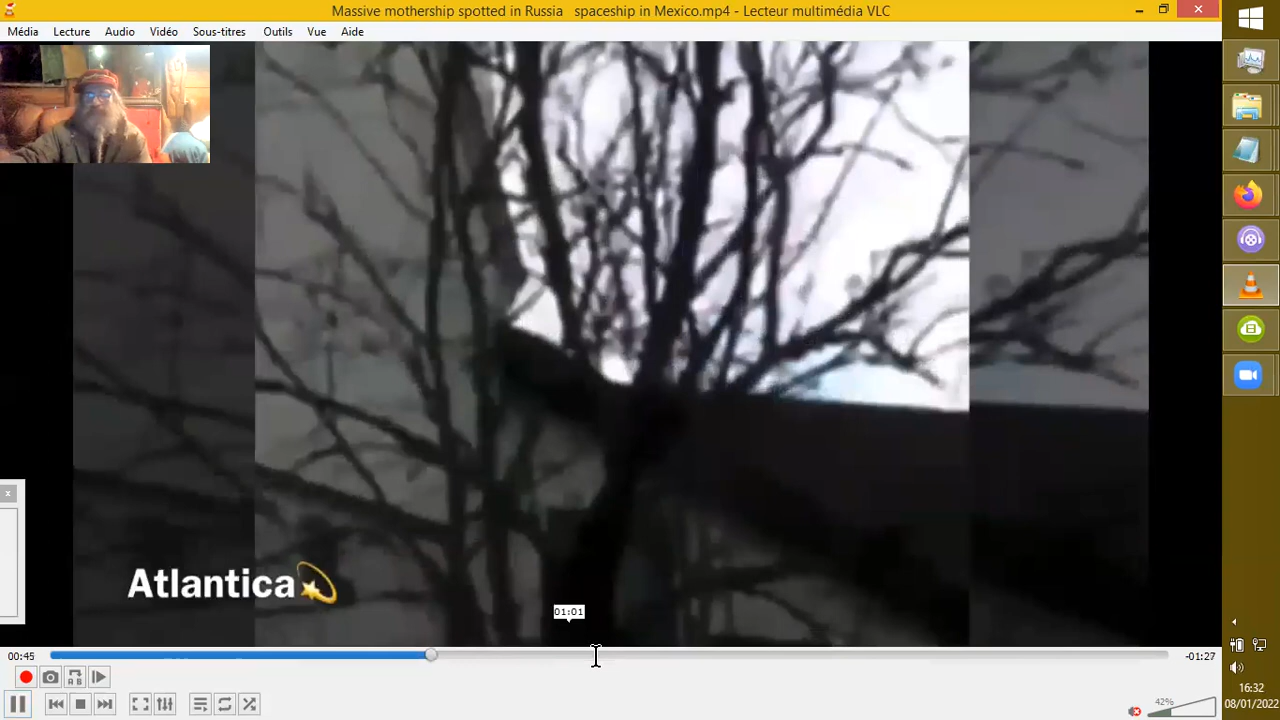 Massive mothership spotted in Russia spaceship in Mexico.mp4 - Lecteur multimédia VLC
Média Lecture Audio Vidéo Sous-titres Outils Vue Aide
Atlantica
01:01
00:45
-01:27
A B
42%
16:32
08/01/2022